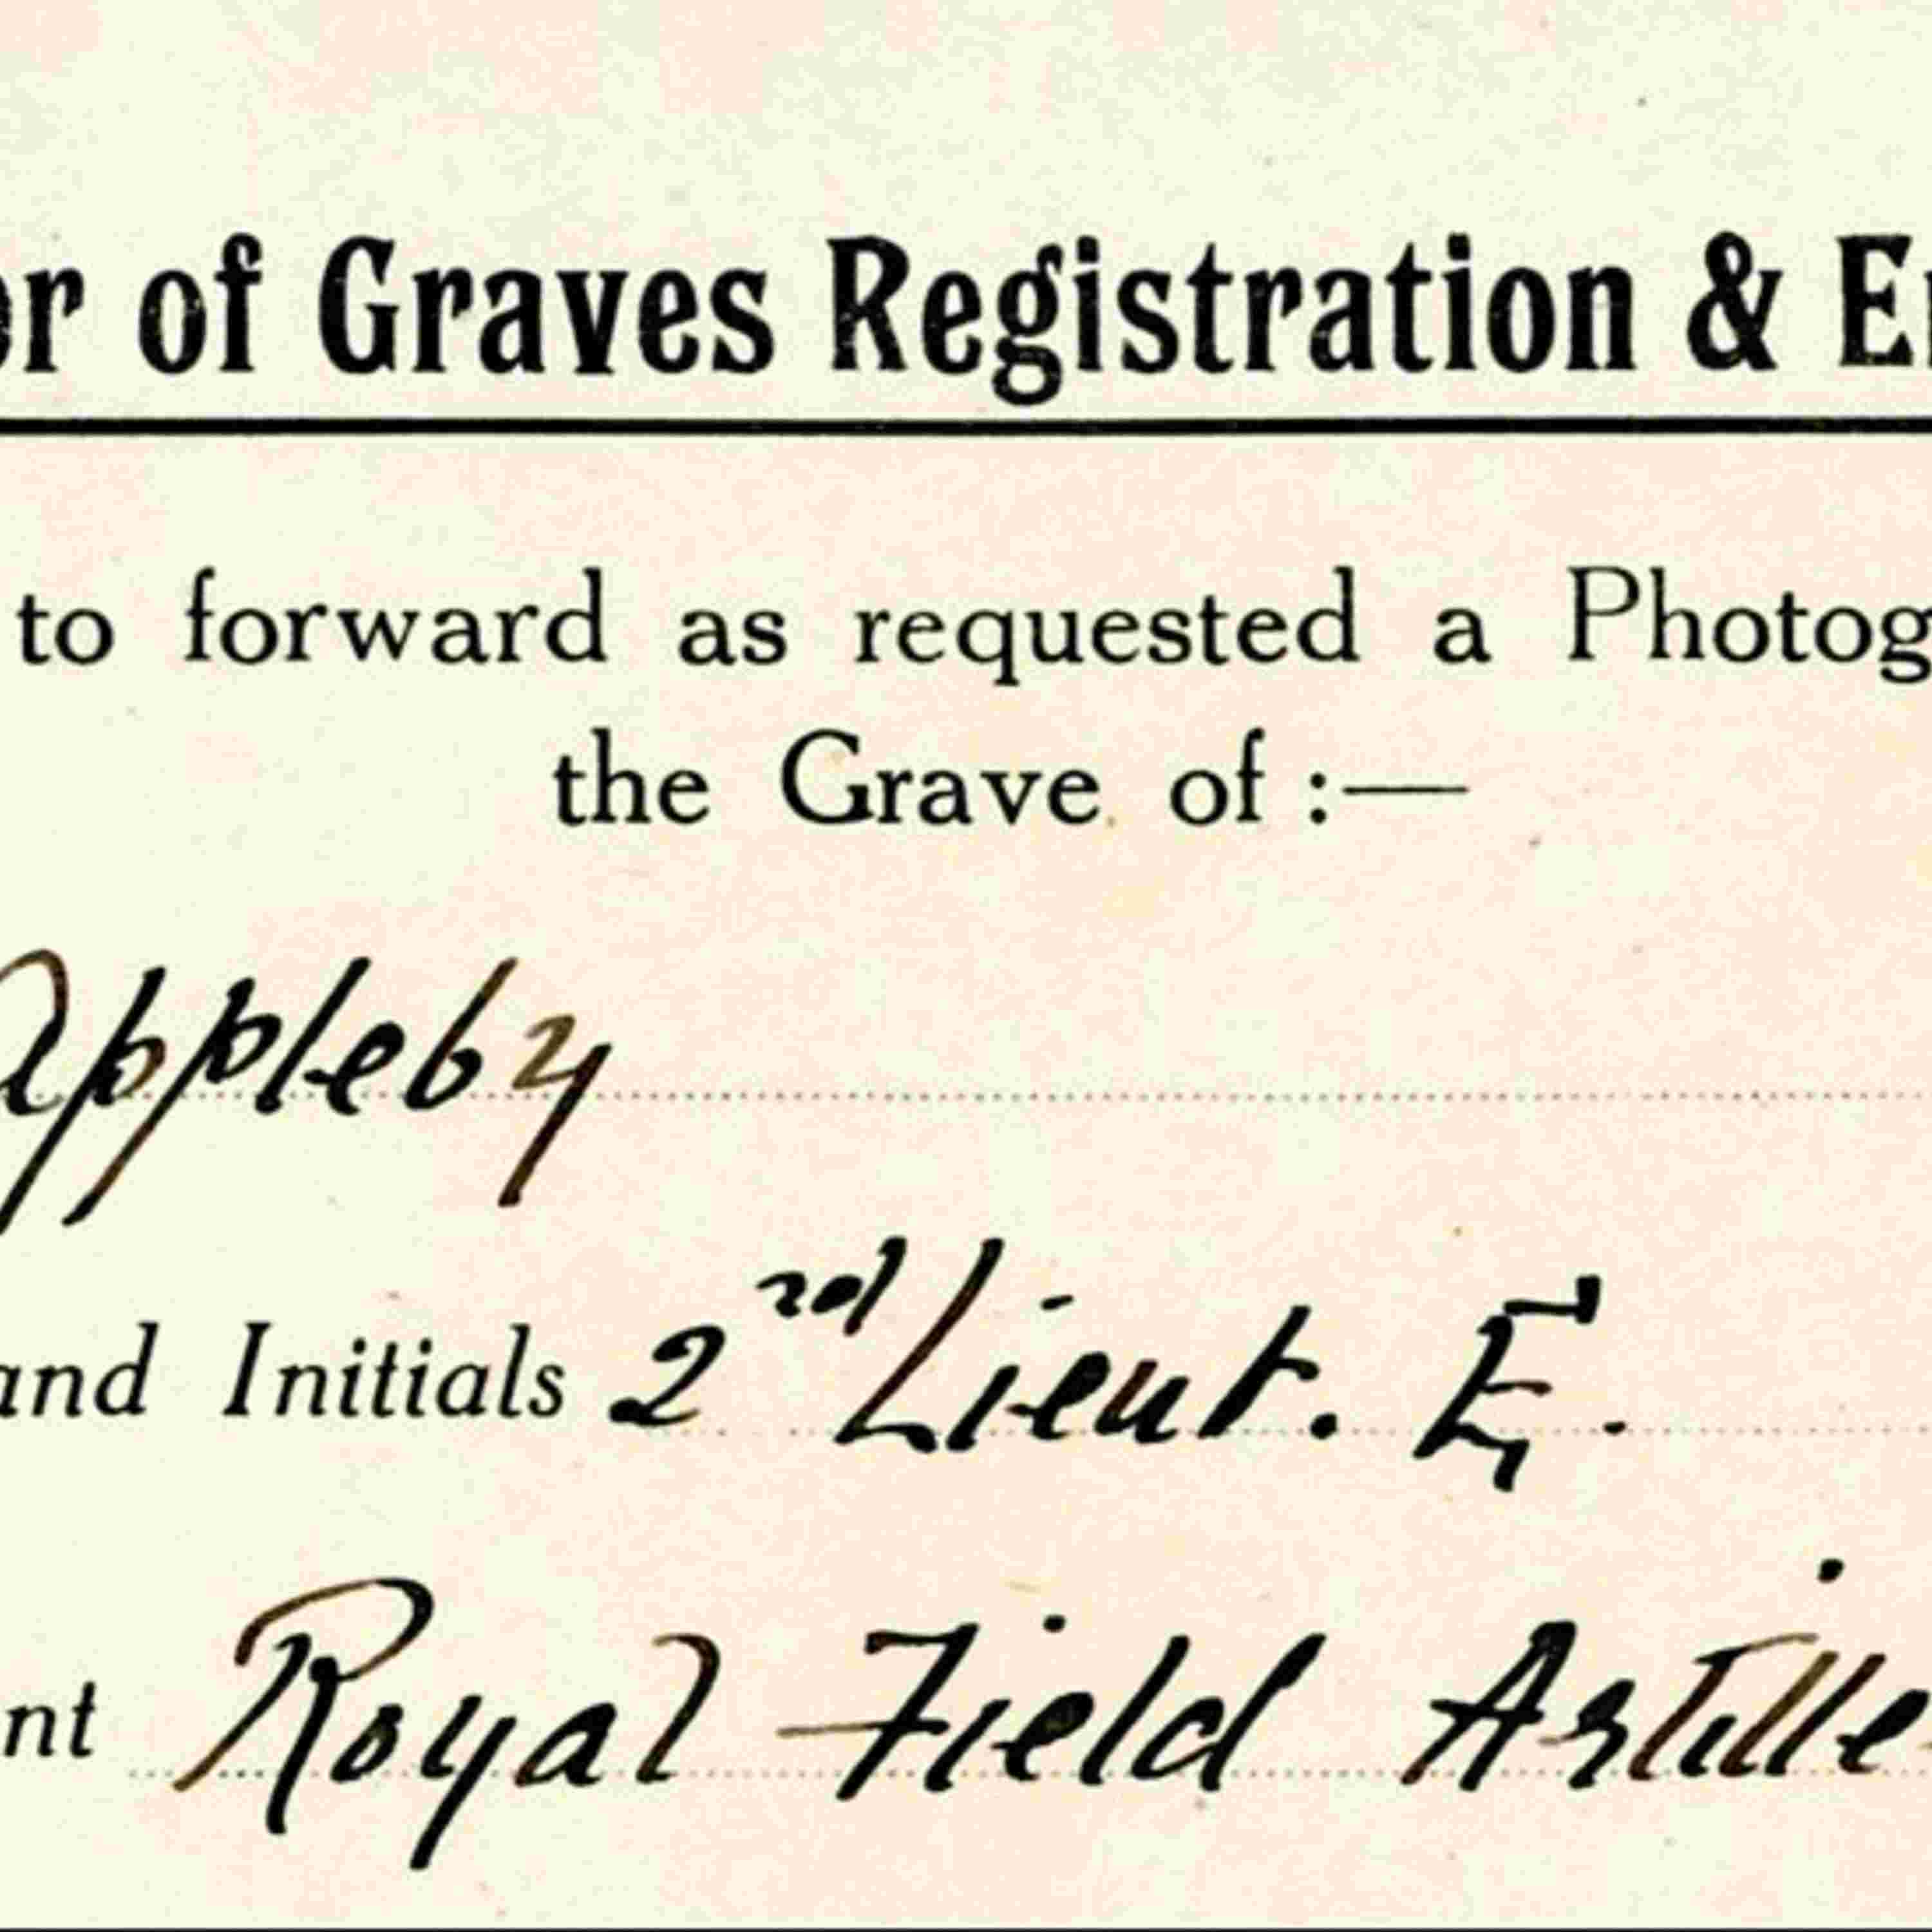 or of Graves Registration & E
to forward as requested a Photog
the Grave of :—
Appleby
and Initials 2nd Lieut. E.
nt Royal Field Artille